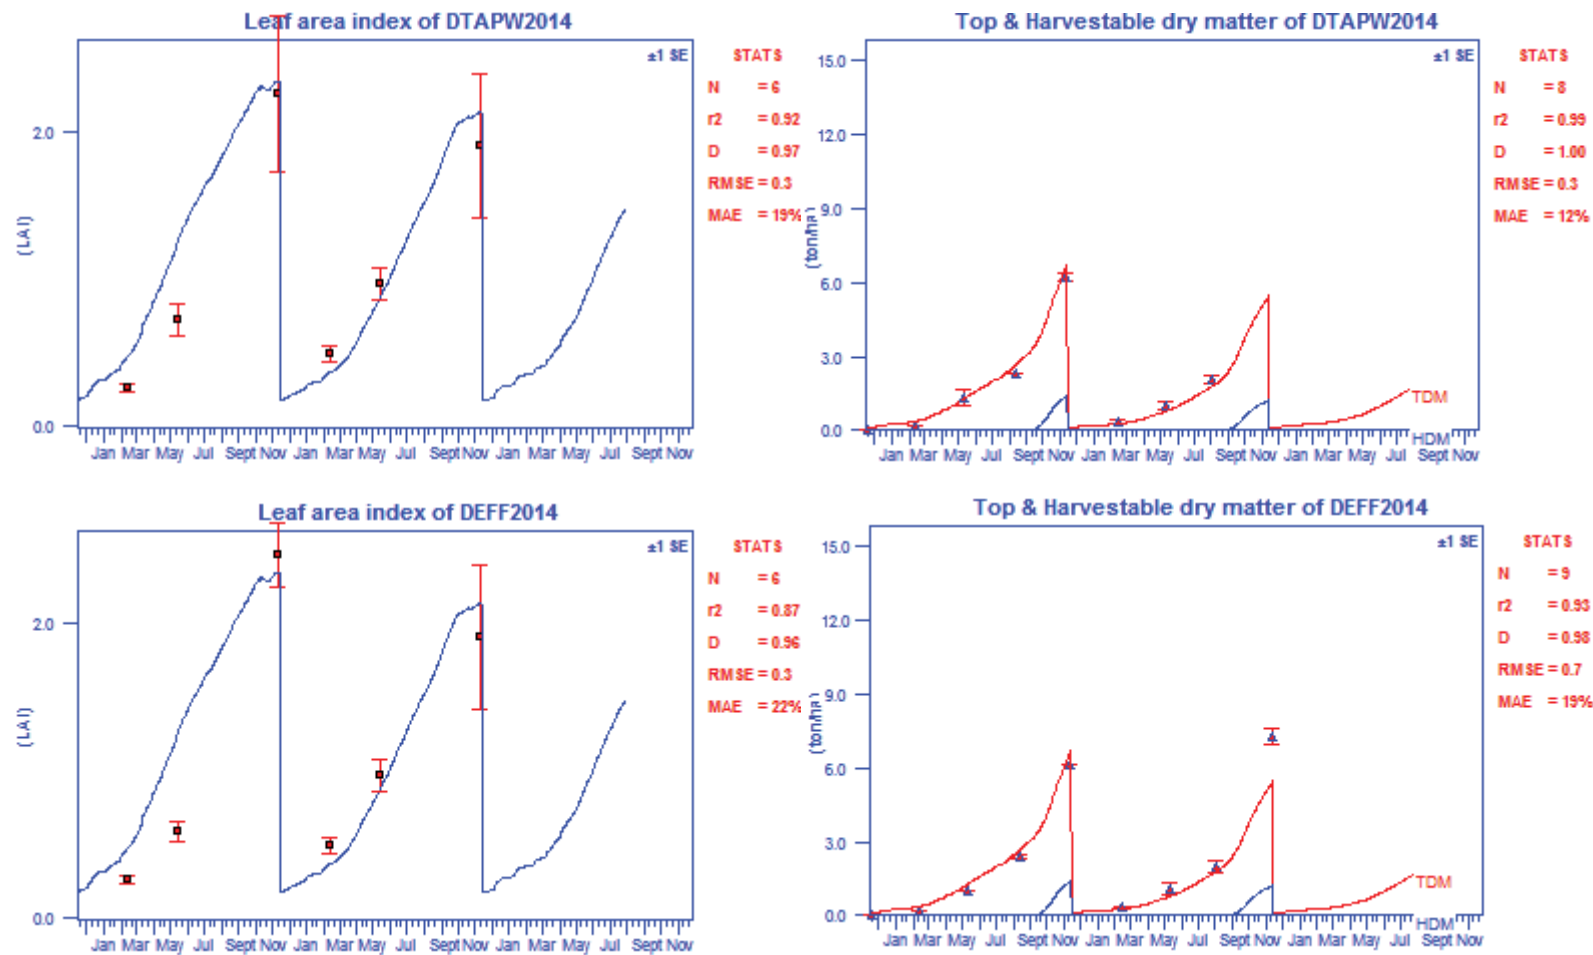 Leaf area index of DTAPW2014
±1 SE
STATS
N = 6
r2 = 0.92
D = 0.97
RMSE = 0.3
MAE = 19%
2.0
0.0
(LAI)
Jan Mar May Jul Sept Nov Jan Mar May Jul Sept Nov Jan Mar May Jul Sept Nov
Top & Harvestable dry matter of DTAPW2014
±1 SE
STATS
N = 8
r2 = 0.99
D = 1.00
RMSE = 0.3
MAE = 12%
15.0
12.0
9.0
6.0
3.0
0.0
(ton/ha)
TDM
HDM
Jan Mar May Jul Sept Nov Jan Mar May Jul Sept Nov Jan Mar May Jul Sept Nov
Leaf area index of DEFF2014
±1 SE
STATS
N = 6
r2 = 0.87
D = 0.96
RMSE = 0.3
MAE = 22%
2.0
0.0
(LAI)
Jan Mar May Jul Sept Nov Jan Mar May Jul Sept Nov Jan Mar May Jul Sept Nov
Top & Harvestable dry matter of DEFF2014
±1 SE
STATS
N = 9
r2 = 0.93
D = 0.98
RMSE = 0.7
MAE = 19%
15.0
12.0
9.0
6.0
3.0
0.0
(ton/ha)
TDM
HDM
Jan Mar May Jul Sept Nov Jan Mar May Jul Sept Nov Jan Mar May Jul Sept Nov